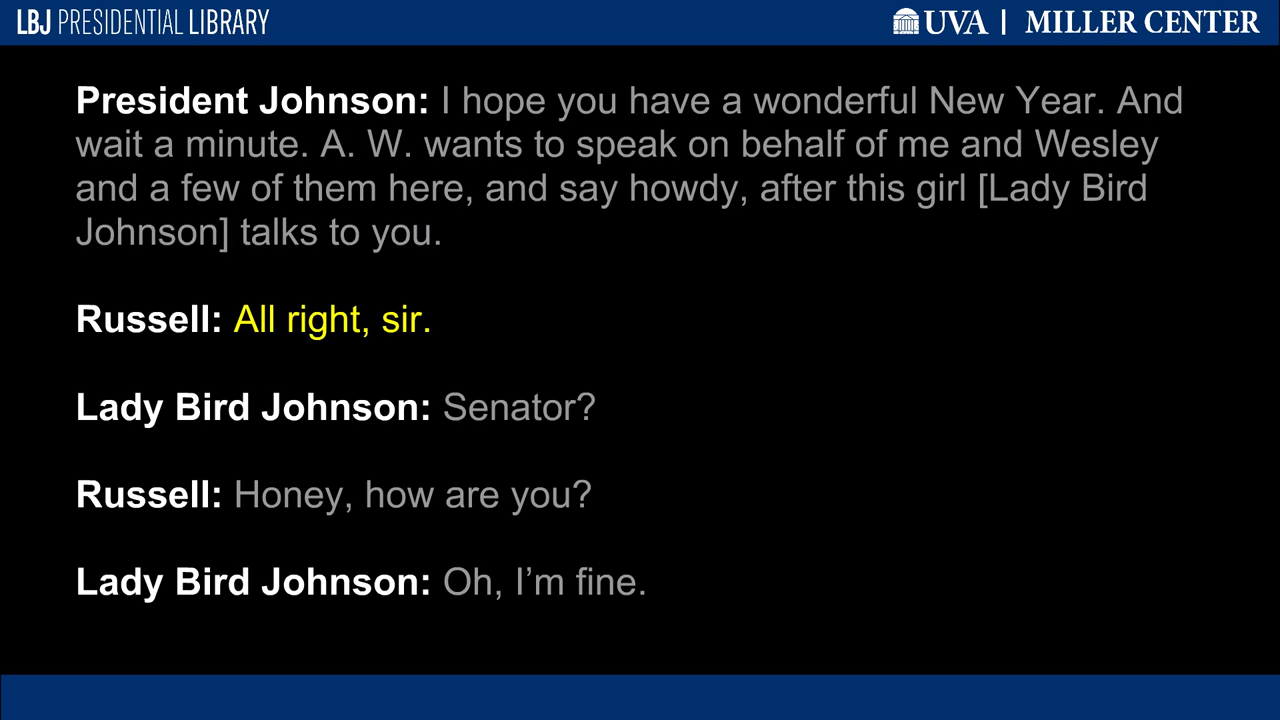 LBJ PRESIDENTIAL LIBRARY
UVA | MILLER CENTER
President Johnson: I hope you have a wonderful New Year. And
wait a minute. A. W. wants to speak on behalf of me and Wesley
and a few of them here, and say howdy, after this girl [Lady Bird
Johnson] talks to you.
Russell: All right, sir.
Lady Bird Johnson: Senator?
Russell: Honey, how are you?
Lady Bird Johnson: Oh, I’m fine.